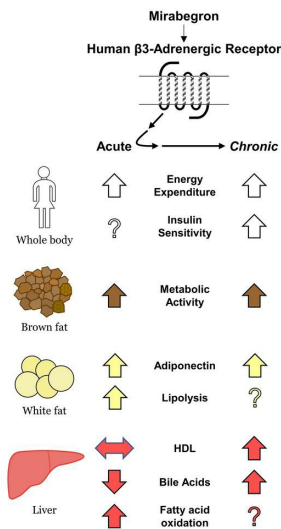 Mirabegron
Human β3-Adrenergic Receptor
Acute
Chronic
Energy
Expenditure
?
Insulin
Sensitivity
Whole body
Metabolic
Activity
Brown fat
Adiponectin
Lipolysis
?
White fat
HDL
Bile Acids
Fatty acid
oxidation
?
Liver